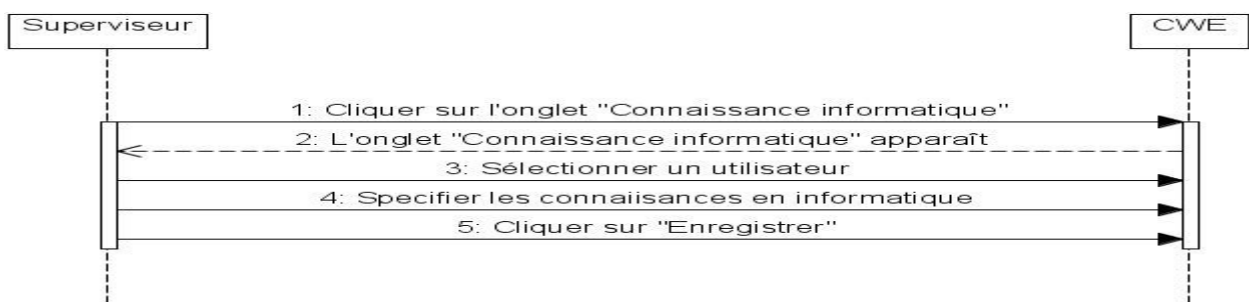 Superviseur
CWE
1: Cliquer sur l'onglet "Connaissance informatique"
2: L'onglet "Connaissance informatique" apparaît
3: Sélectionner un utilisateur
4: Specifier les connaiisances en informatique
5: Cliquer sur "Enregistrer"